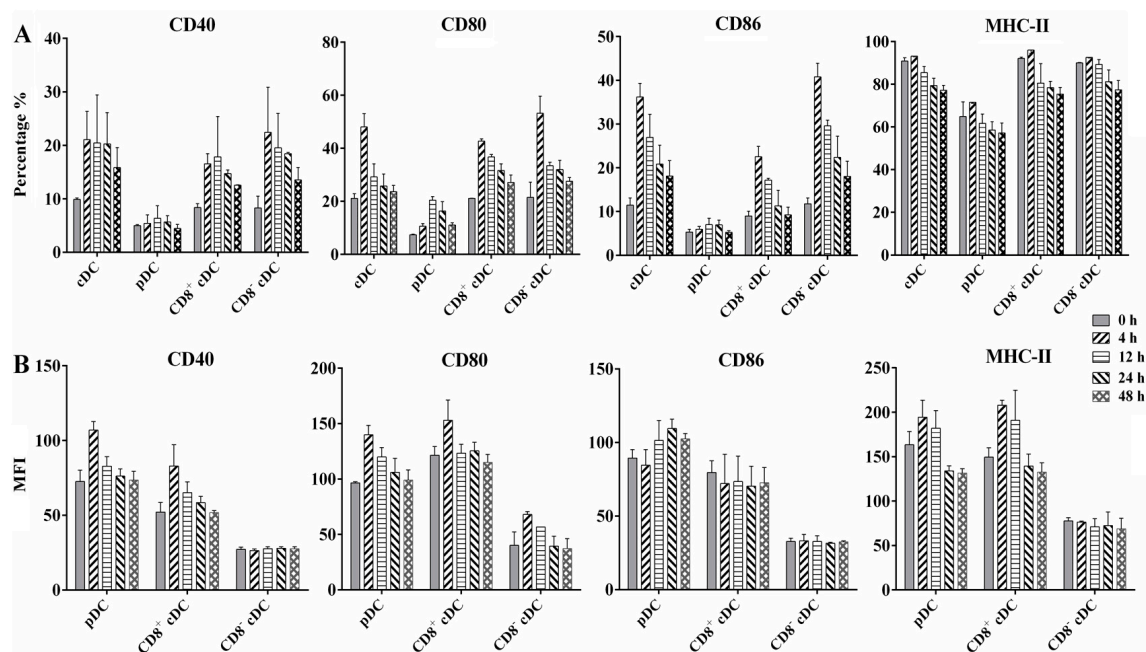 A
CD40
CD80
CD86
MHC-II
Percentage %
40
30
20
10
0
cDC
pDC
CD8+ cDC
CD8- cDC
80
60
40
20
0
cDC
pDC
CD8+ cDC
CD8- cDC
50
40
30
20
10
0
cDC
pDC
CD8+ cDC
CD8- cDC
100
80
60
40
20
0
cDC
pDC
CD8+ cDC
CD8- cDC
0 h
4 h
12 h
24 h
48 h
B
CD40
CD80
CD86
MHC-II
MFI
150
100
50
0
pDC
CD8+ cDC
CD8- cDC
200
150
100
50
0
pDC
CD8+ cDC
CD8- cDC
150
100
50
0
pDC
CD8+ cDC
CD8- cDC
250
200
150
100
50
0
pDC
CD8+ cDC
CD8- cDC